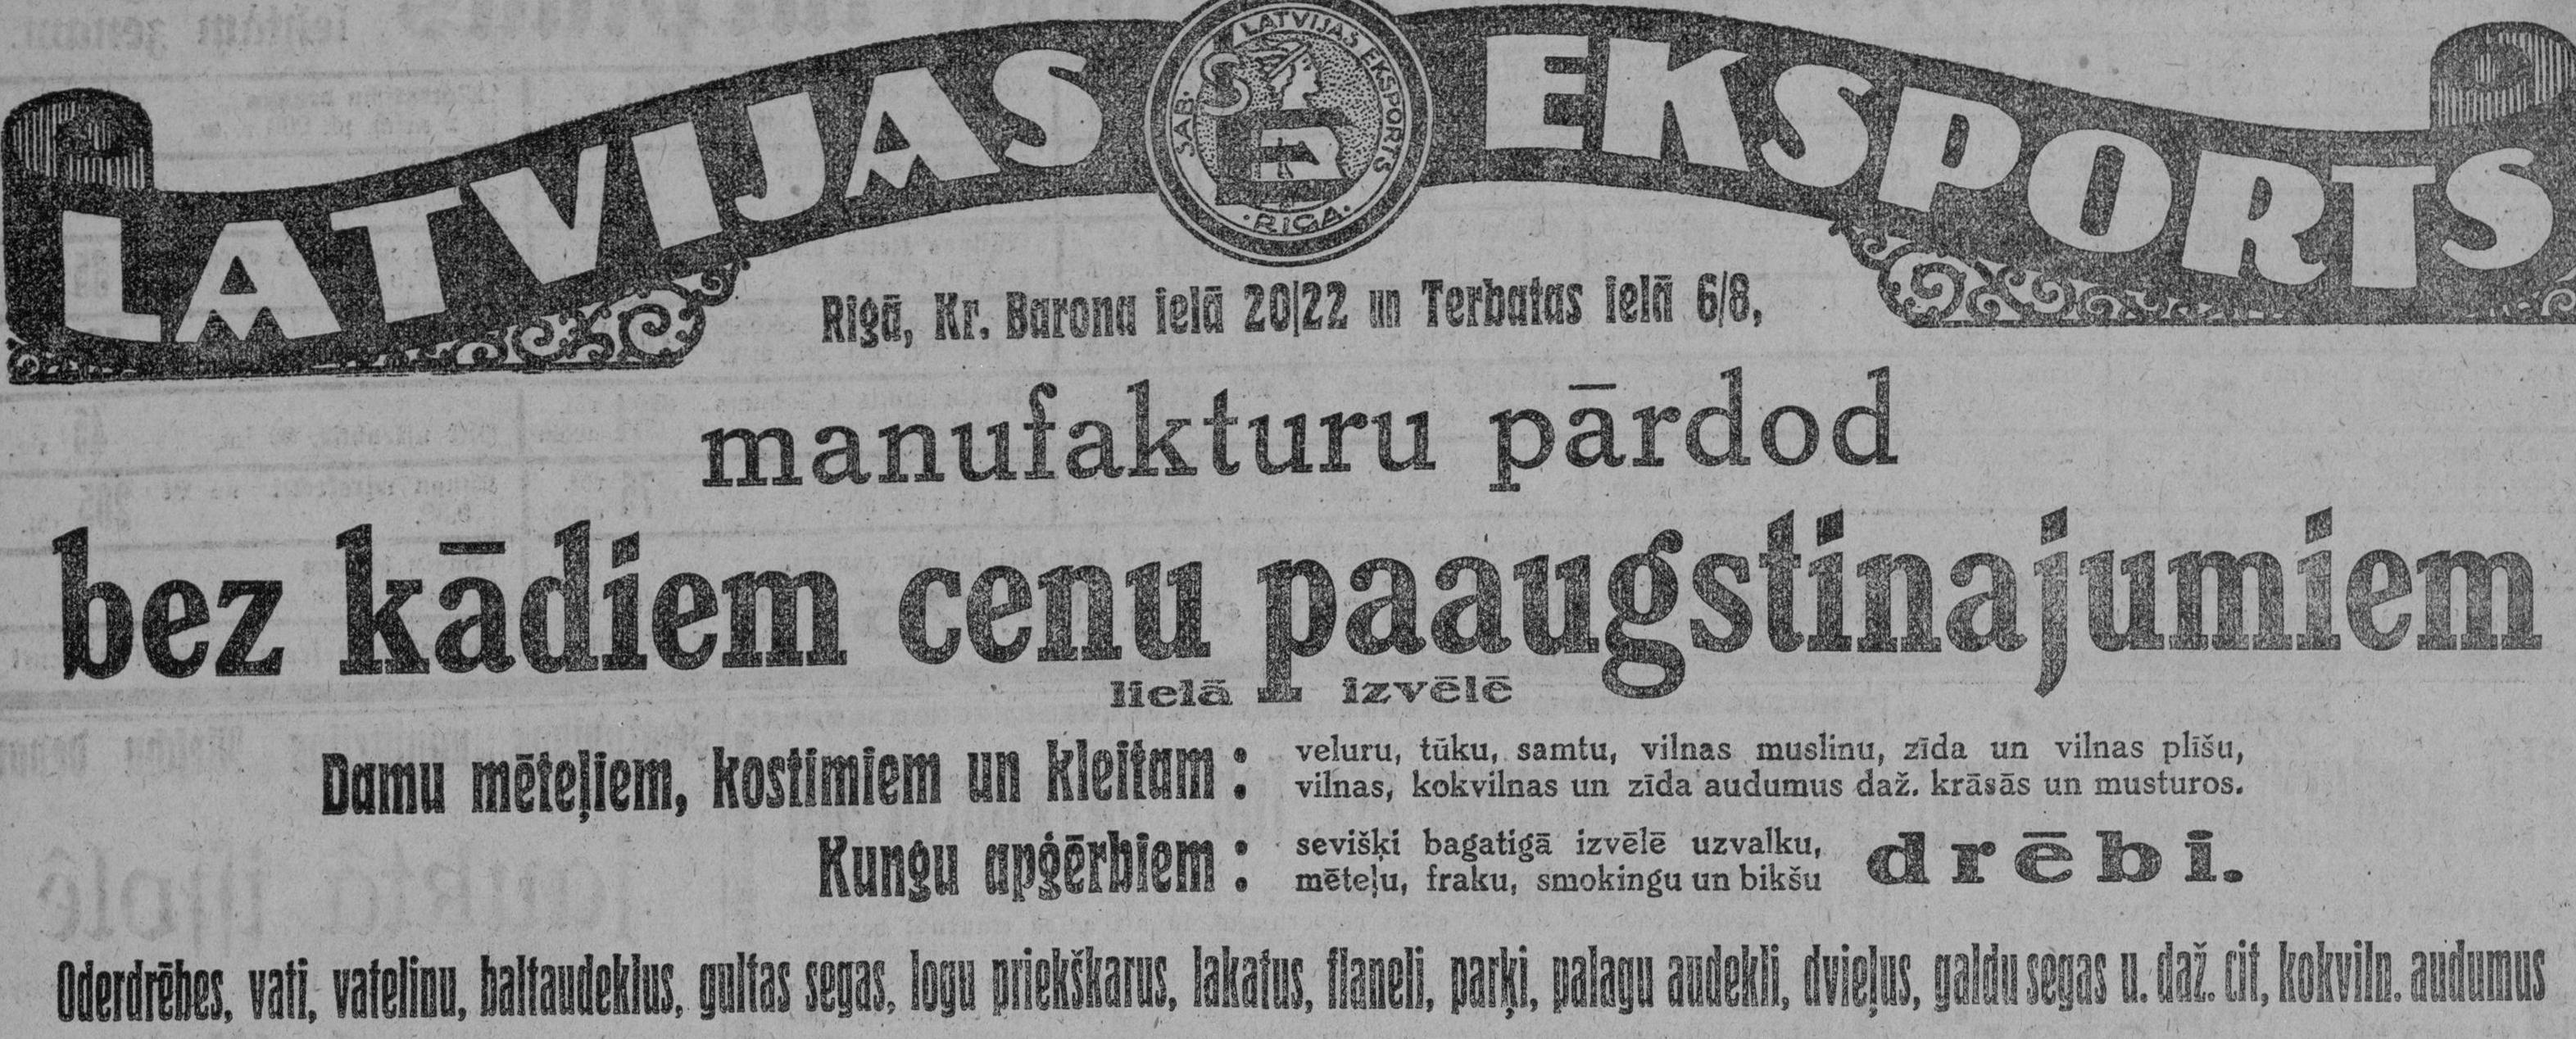 LATVIJAS EKSPORTS
SAB. LATVIJAS EKSPORTS
· RIGA ·
Rigā, Kr. Barona ielā 20/22 un Terbatas ielā 6/8,
manufakturu pārdod
bez kādiem cenu paaugstinajumiem
lielā izvēlē
Damu mēteļiem, kostimiem un kleitam:
veluru, tūku, samtu, vilnas muslinu, zīda un vilnas plīšu,
vilnas, kokvilnas un zīda audumus daž. krāsās un musturos.
Kungu apģērbiem:
sevišķi bagatigā izvēlē uzvalku,
mēteļu, fraku, smokingu un bikšu
drēbi.
Oderdrēbes, vati, vatelinu, baltaudeklus, gultas segas, logu priekškarus, lakatus, flaneli, parķi, palagu audekli, dvieļus, galdu segas u. daž. cit, kokviln. audumus